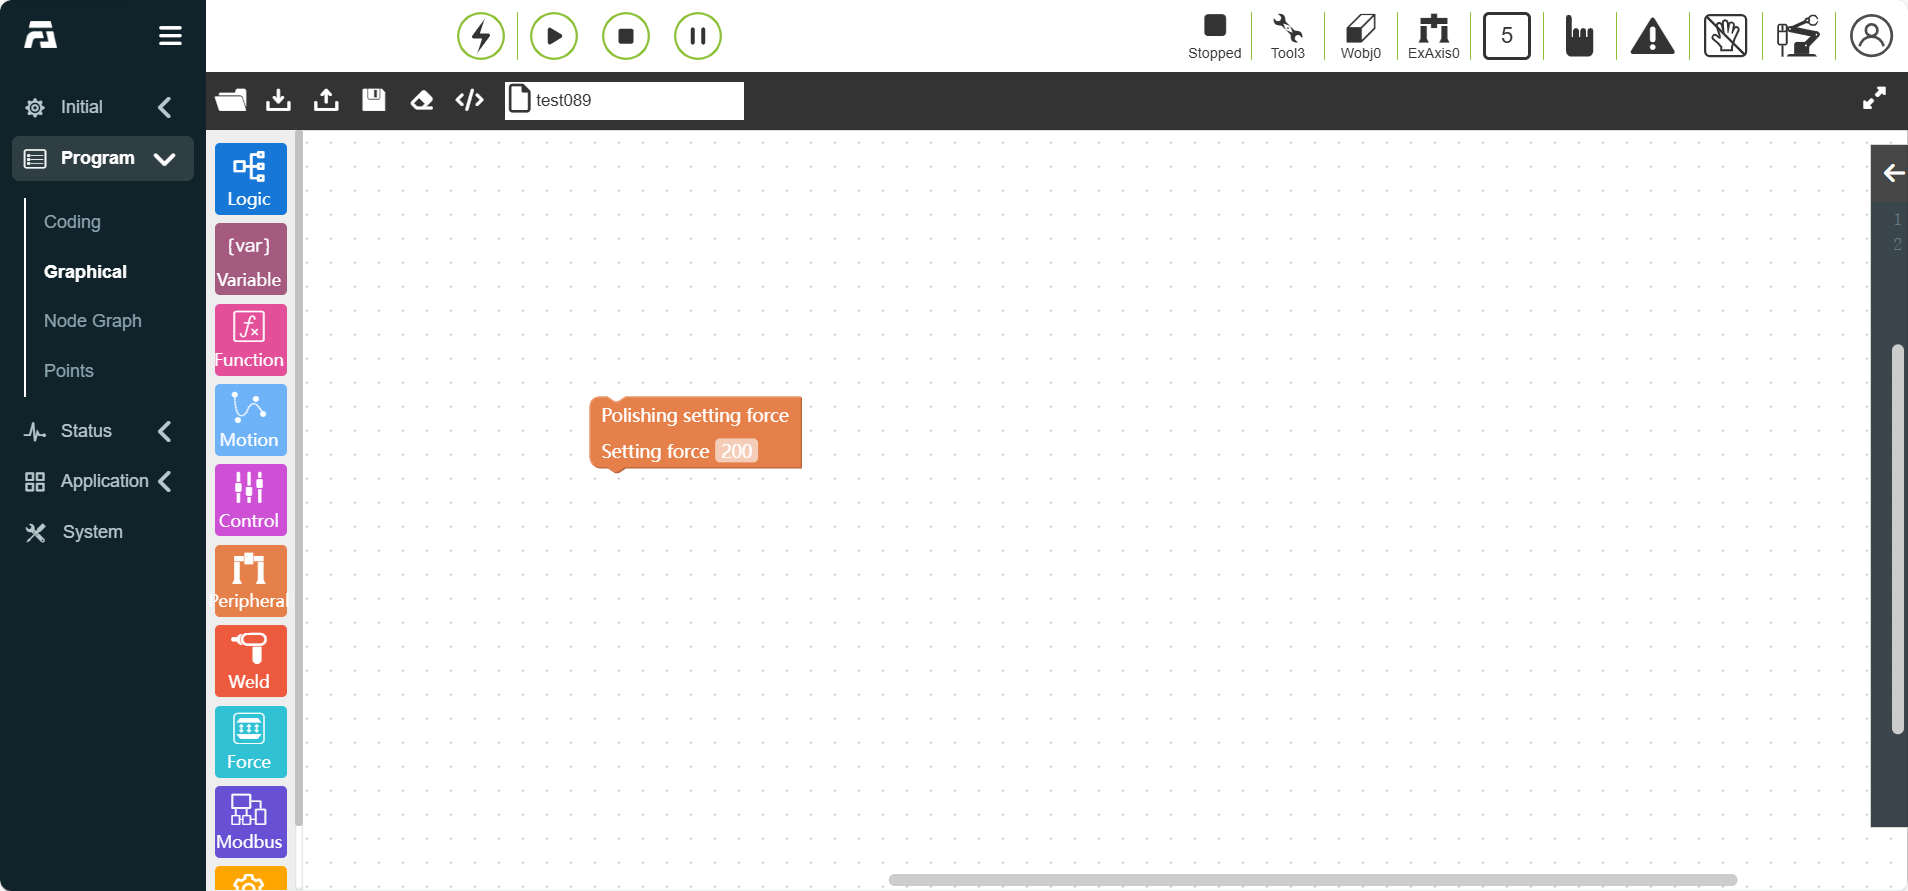 Stopped
Tool3
Wobj0
ExAxis0
5
Initial
Program
Coding
Graphical
Node Graph
Points
Status
Application
System
test089
Logic
{var}
Variable
fx
Function
Motion
Control
Peripheral
Weld
Force
Modbus
Polishing setting force
Setting force 200
1
2